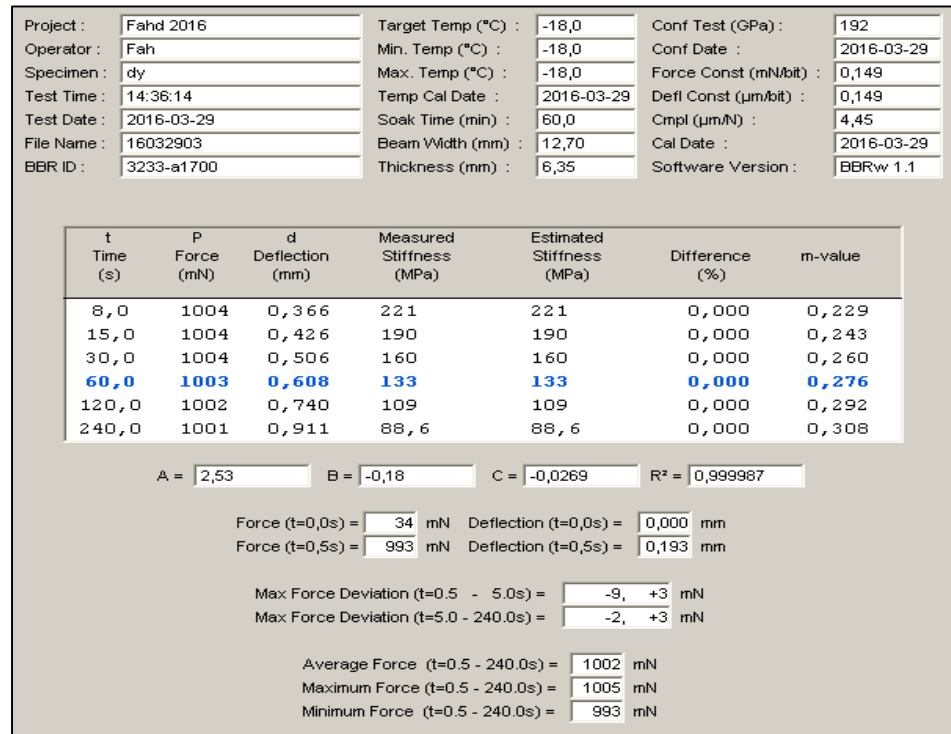 Project : Fahd 2016 Target Temp (°C) : -18,0 Conf Test (GPa) : 192
Operator : Fah Min. Temp (°C) : -18,0 Conf Date : 2016-03-29
Specimen : dy Max. Temp (°C) : -18,0 Force Const (mN/bit) : 0,149
Test Time : 14:36:14 Temp Cal Date : 2016-03-29 Defl Const (µm/bit) : 0,149
Test Date : 2016-03-29 Soak Time (min) : 60,0 Cmpl (µm/N) : 4,45
File Name : 16032903 Beam Width (mm) : 12,70 Cal Date : 2016-03-29
BBR ID : 3233-a1700 Thickness (mm) : 6,35 Software Version : BBRw 1.1
t P d Measured Estimated
Time Force Deflection Stiffness Stiffness Difference m-value
(s) (mN) (mm) (MPa) (MPa) (%)
8,0 1004 0,366 221 221 0,000 0,229
15,0 1004 0,426 190 190 0,000 0,243
30,0 1004 0,506 160 160 0,000 0,260
60,0 1003 0,608 133 133 0,000 0,276
120,0 1002 0,740 109 109 0,000 0,292
240,0 1001 0,911 88,6 88,6 0,000 0,308
A = 2,53 B = -0,18 C = -0,0269 R² = 0,999987
Force (t=0,0s) = 34 mN Deflection (t=0,0s) = 0,000 mm
Force (t=0,5s) = 993 mN Deflection (t=0,5s) = 0,193 mm
Max Force Deviation (t=0.5 - 5.0s) = -9, +3 mN
Max Force Deviation (t=5.0 - 240.0s) = -2, +3 mN
Average Force (t=0.5 - 240.0s) = 1002 mN
Maximum Force (t=0.5 - 240.0s) = 1005 mN
Minimum Force (t=0.5 - 240.0s) = 993 mN